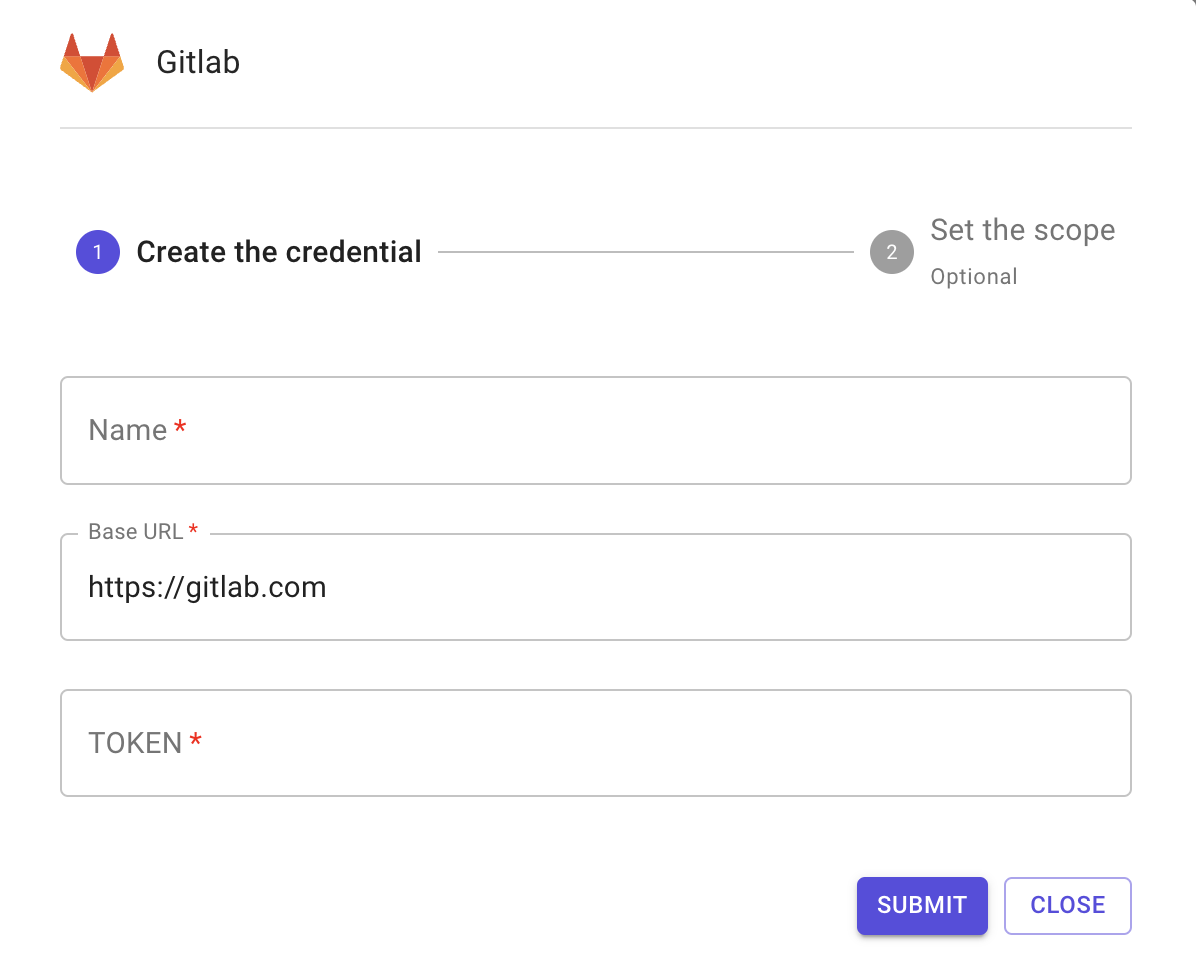 Gitlab
1 Create the credential
2 Set the scope
Optional
Name *
Base URL *
https://gitlab.com
TOKEN *
SUBMIT CLOSE